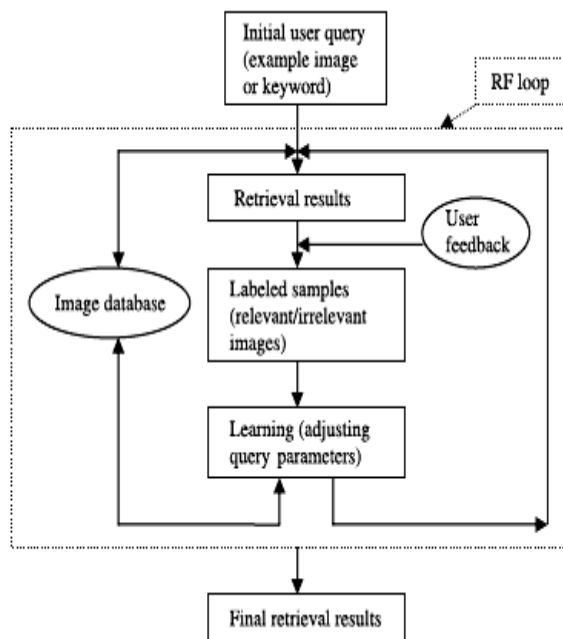 Initial user query
(example image
or keyword)
RF loop
Retrieval results
User
feedback
Image database
Labeled samples
(relevant/irrelevant
images)
Learning (adjusting
query parameters)
Final retrieval results